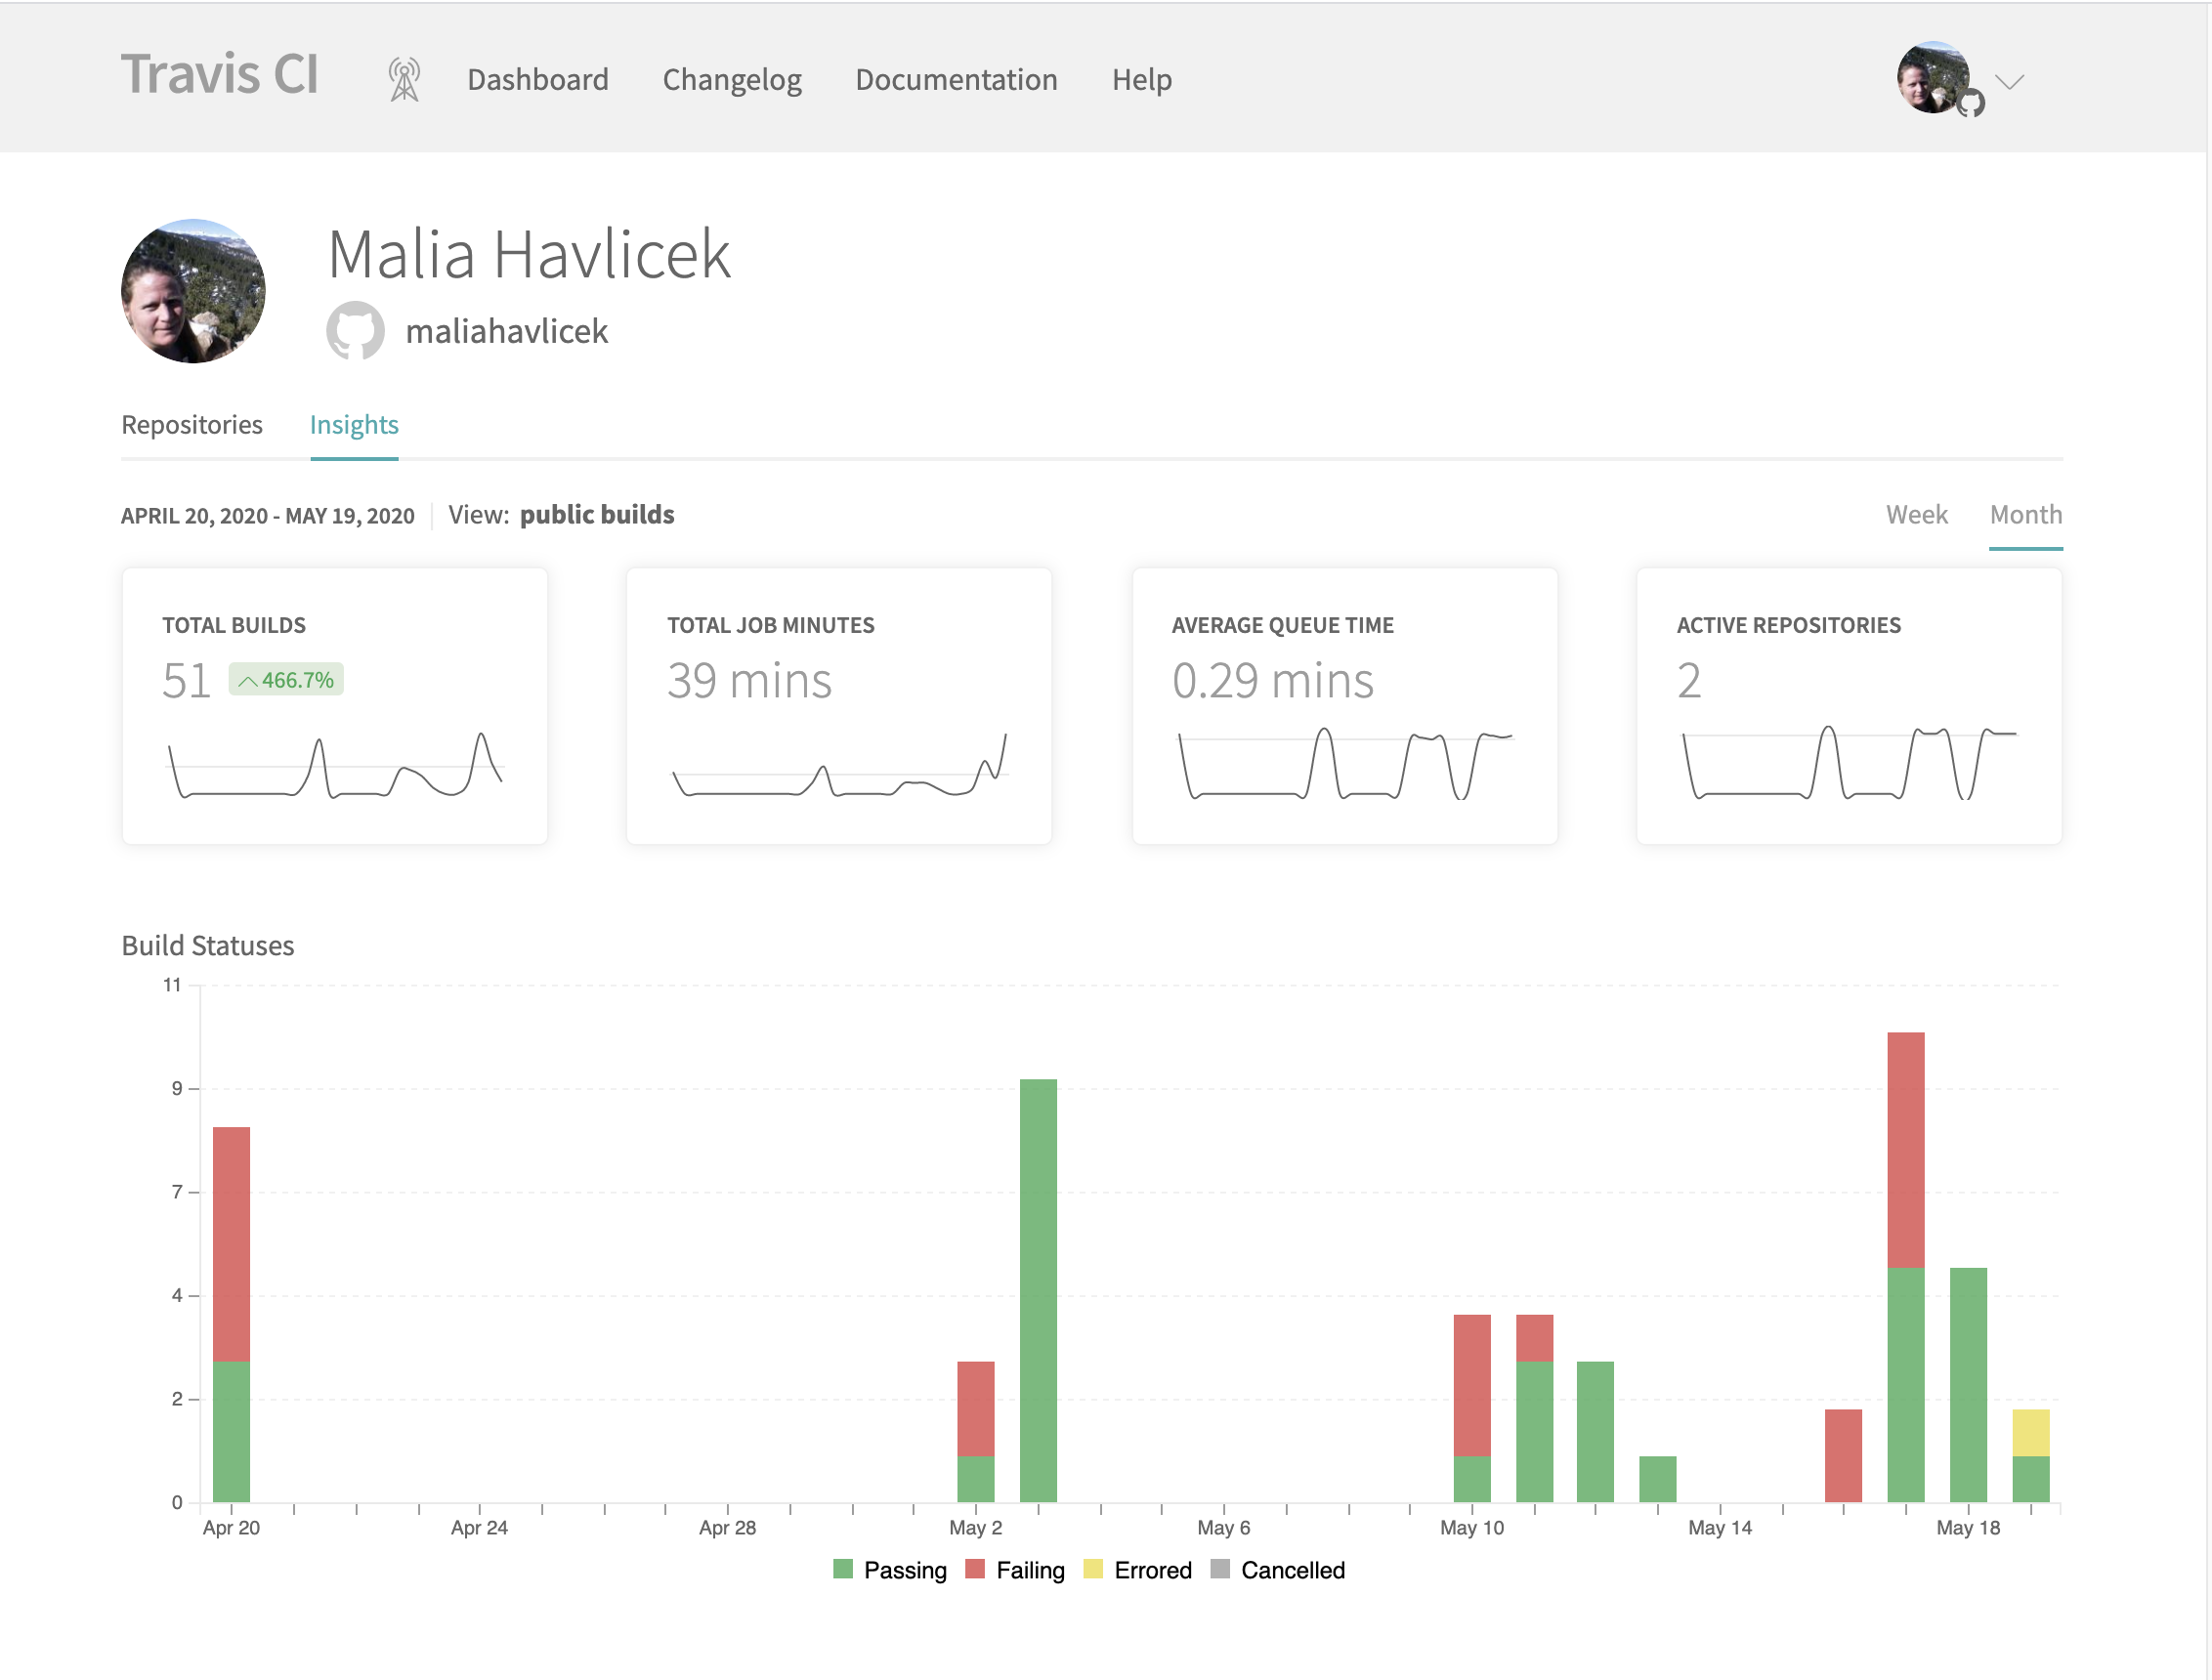 Travis CI Dashboard Changelog Documentation Help
Malia Havlicek
maliahavlicek
Repositories Insights
APRIL 20, 2020 - MAY 19, 2020 View: public builds Week Month
TOTAL BUILDS
51 466.7%
TOTAL JOB MINUTES
39 mins
AVERAGE QUEUE TIME
0.29 mins
ACTIVE REPOSITORIES
2
Build Statuses
11
9
7
4
2
0
Apr 20 Apr 24 Apr 28 May 2 May 6 May 10 May 14 May 18
Passing Failing Errored Cancelled